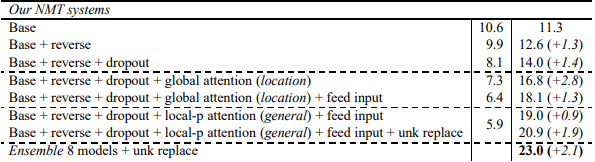 Our NMT systems
Base 10.6 11.3
Base + reverse 9.9 12.6 (+1.3)
Base + reverse + dropout 8.1 14.0 (+1.4)
Base + reverse + dropout + global attention (location) 7.3 16.8 (+2.8)
Base + reverse + dropout + global attention (location) + feed input 6.4 18.1 (+1.3)
Base + reverse + dropout + local-p attention (general) + feed input 5.9 19.0 (+0.9)
Base + reverse + dropout + local-p attention (general) + feed input + unk replace 20.9 (+1.9)
Ensemble 8 models + unk replace 23.0 (+2.1)